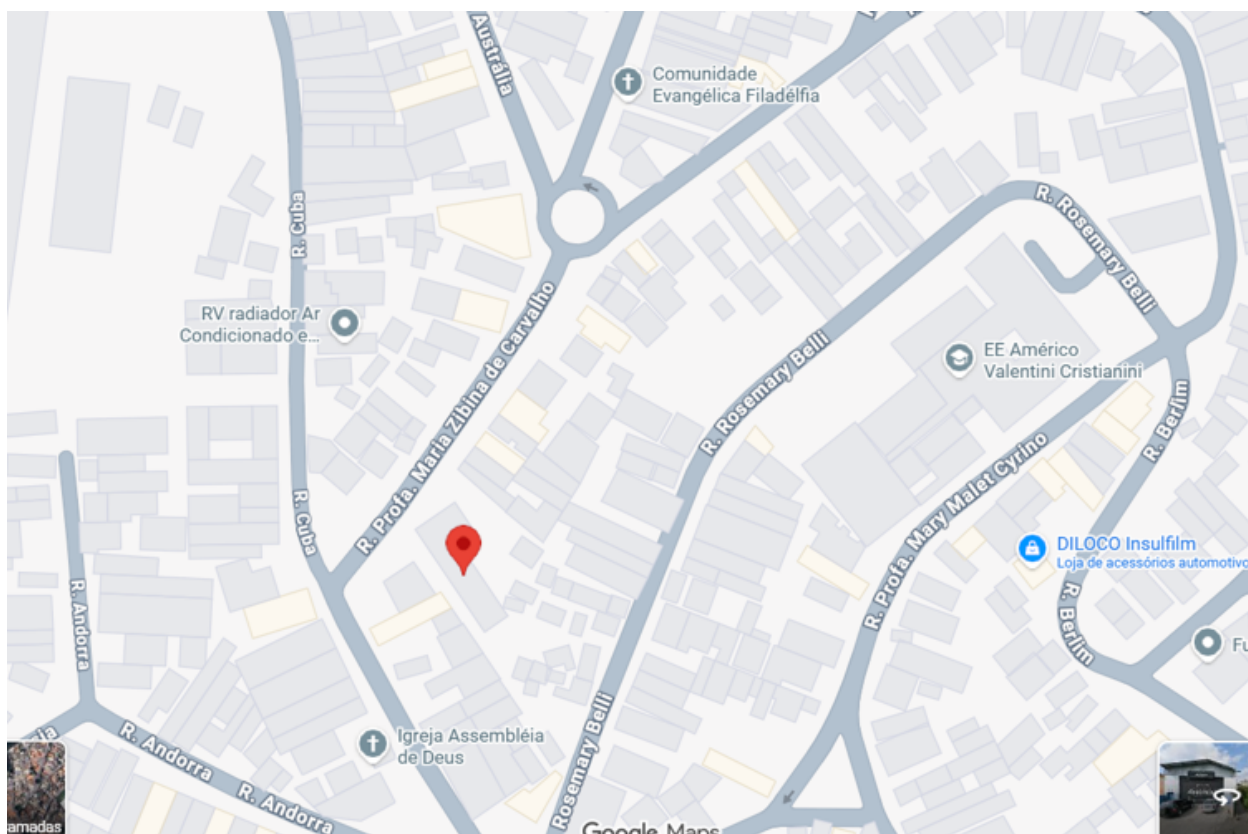 Austrália
Comunidade
Evangélica Filadélfia
R. Cuba
R. Rosemary Belli
RV radiador Ar
Condicionado e...
R. Profa. Maria Zibina de Carvalho
R. Rosemary Belli
EE Américo
Valentini Cristianini
R. Berlim
R. Cuba
R. Profa. Mary Malet Cyrino
DILOCO Insulfilm
Loja de acessórios automotivo
R. Andorra
R. Berlim
Fu
Rosemary Belli
Igreja Assembléia
de Deus
R. Andorra
R. Andorra
amadas
Google Maps